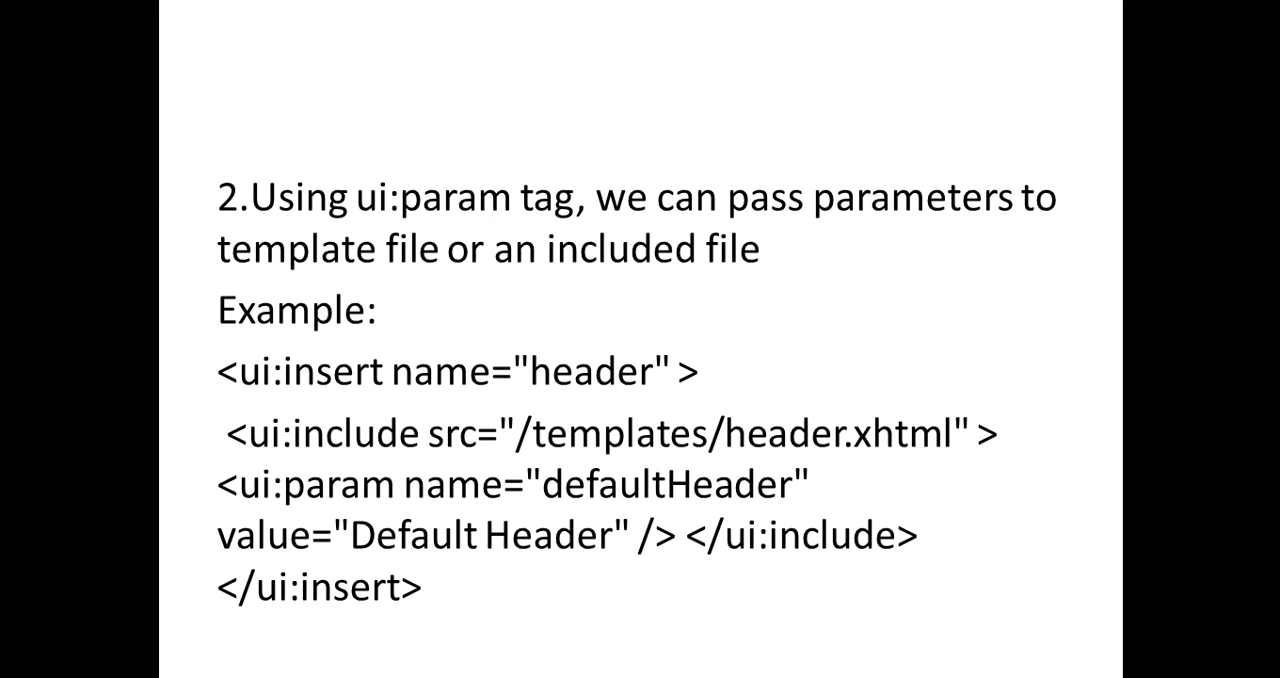 2.Using ui:param tag, we can pass parameters to
template file or an included file
Example:
<ui:insert name="header" >
<ui:include src="/templates/header.xhtml" >
<ui:param name="defaultHeader"
value="Default Header" /> </ui:include>
</ui:insert>